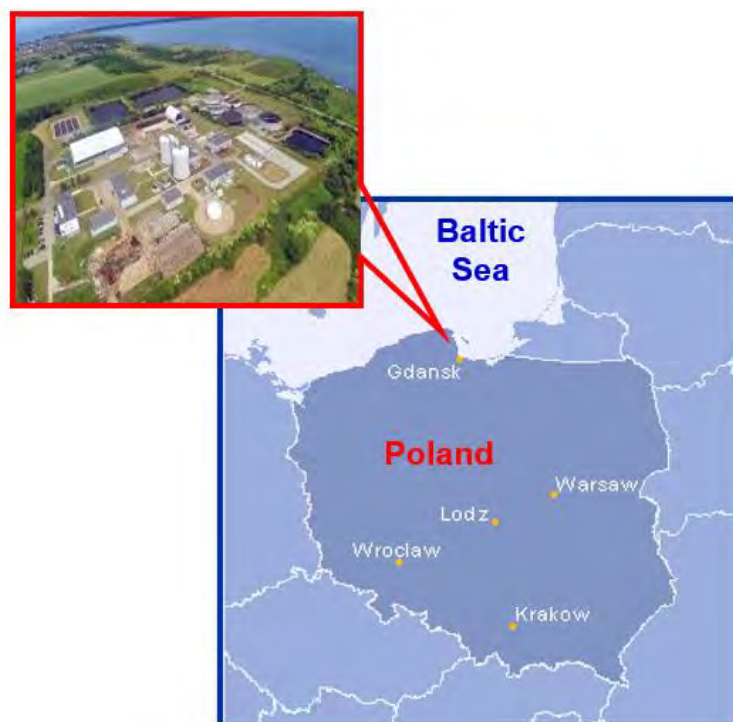 Baltic
Sea
Gdansk
Poland
Warsaw
Lodz
Wroclaw
Krakow